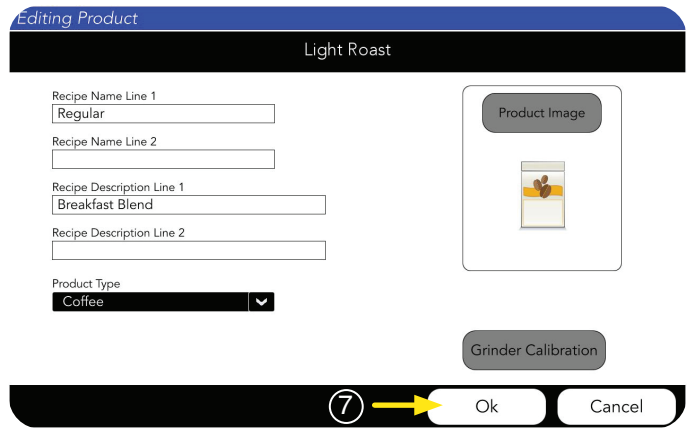 Editing Product
Light Roast
Recipe Name Line 1
Regular
Recipe Name Line 2
Recipe Description Line 1
Breakfast Blend
Recipe Description Line 2
Product Type
Coffee
Product Image
Grinder Calibration
7
Ok
Cancel